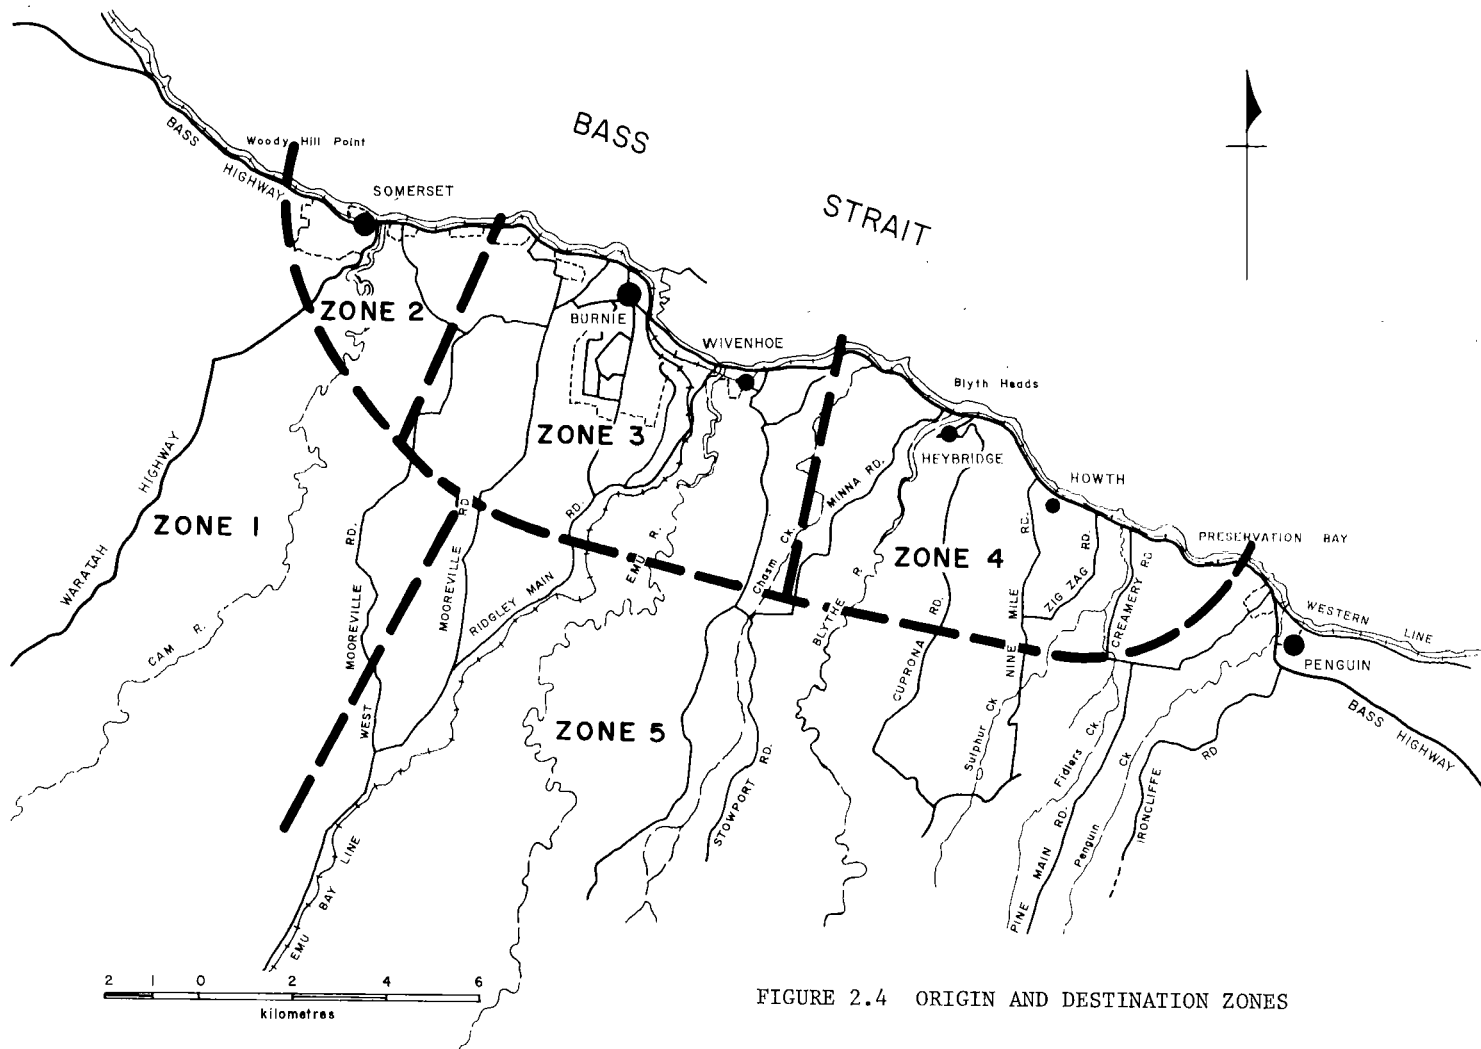 BASS
STRAIT
BASS
HIGHWAY
Woody Hill Point
SOMERSET
ZONE 2
BURNIE
WIVENHOE
Blyth Heads
ZONE 3
HEYBRIDGE
HOWTH
PRESERVATION BAY
WESTERN LINE
PENGUIN
BASS HIGHWAY
ZONE 1
WARATAH HIGHWAY
CAM R.
WEST MOOREVILLE RD.
MOOREVILLE RD
RIDGLEY MAIN RD.
EMU R.
Chasm Ck.
MINNA RD.
BLYTHE R
ZONE 4
CUPRONA RD.
NINE MILE RD.
ZIG ZAG RD.
CREAMERY RD
Sulphur Ck
Fidlers Ck.
PINE MAIN RD.
Penguin Ck
IRONCLIFFE RD
ZONE 5
STOWPORT RD.
EMU BAY LINE
2 1 0 2 4 6
kilometres
FIGURE 2.4 ORIGIN AND DESTINATION ZONES